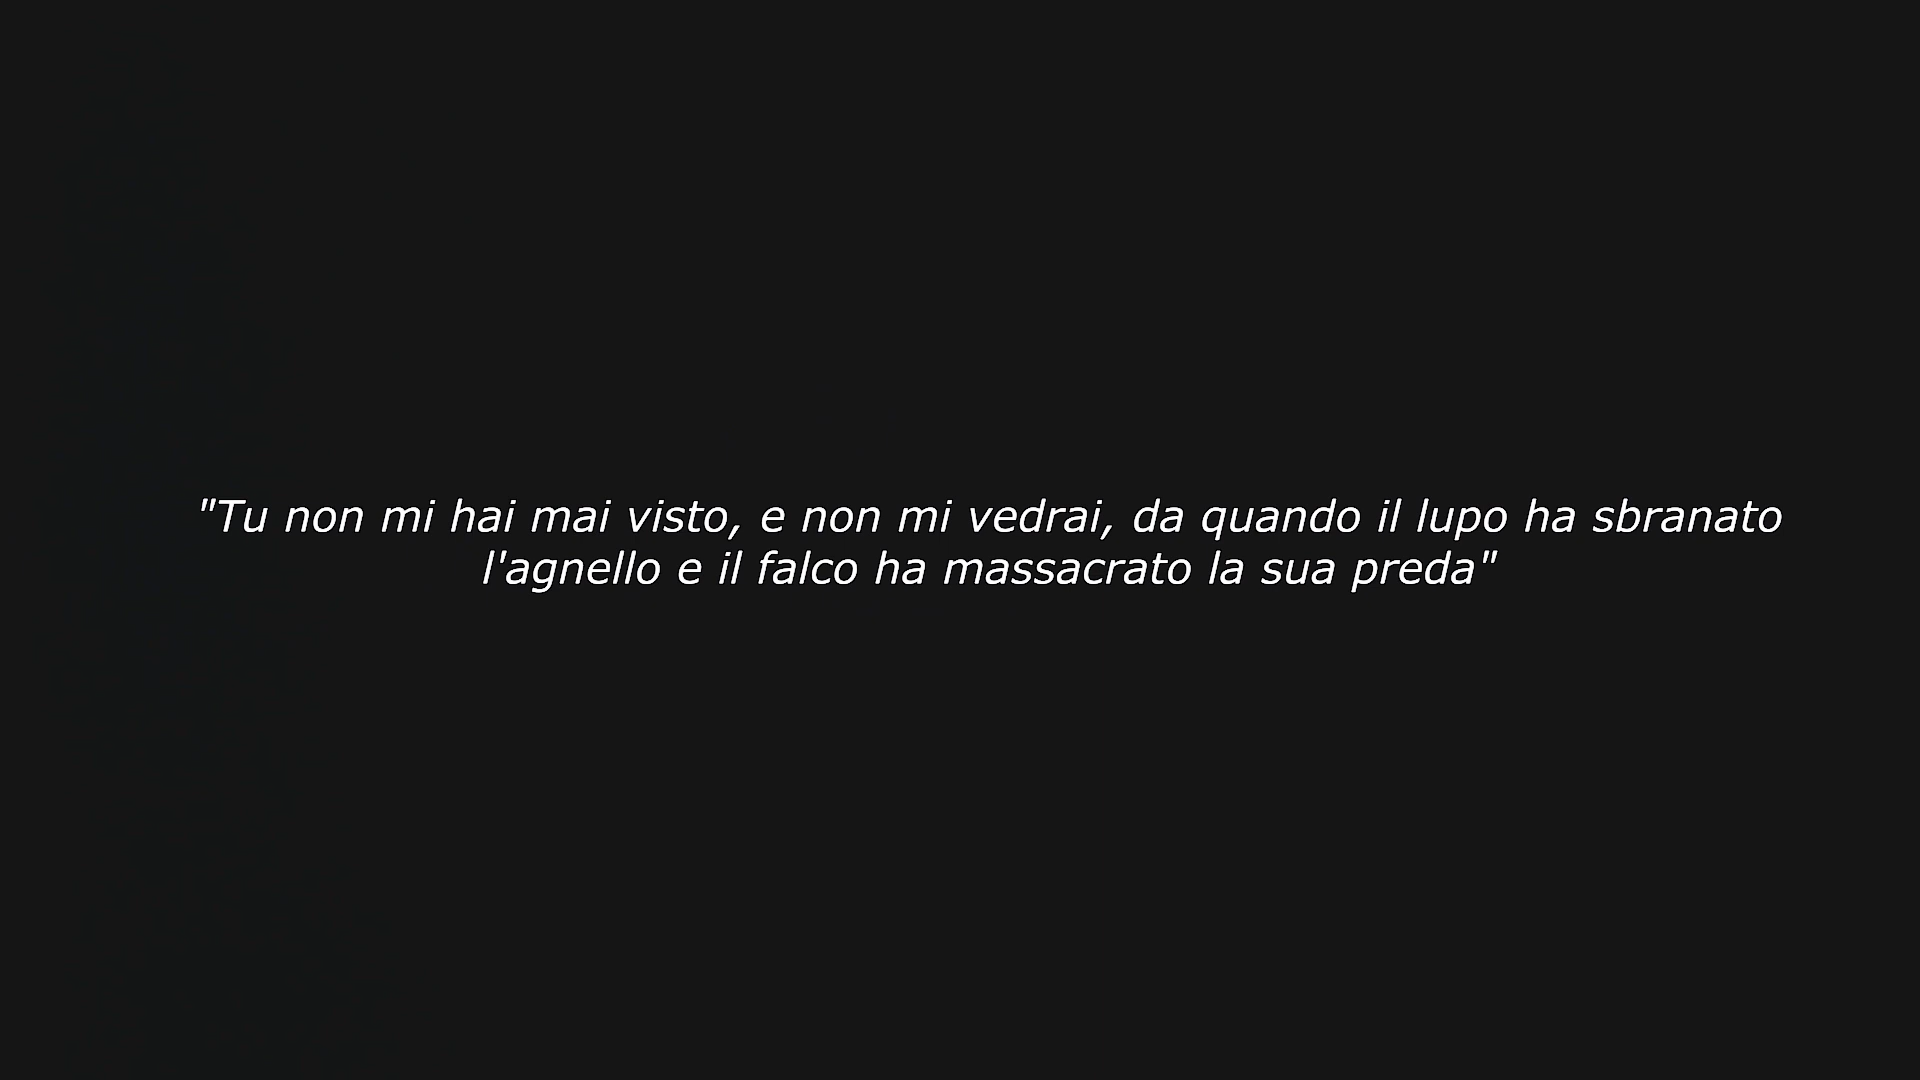 "Tu non mi hai mai visto, e non mi vedrai, da quando il lupo ha sbranato
l'agnello e il falco ha massacrato la sua preda"